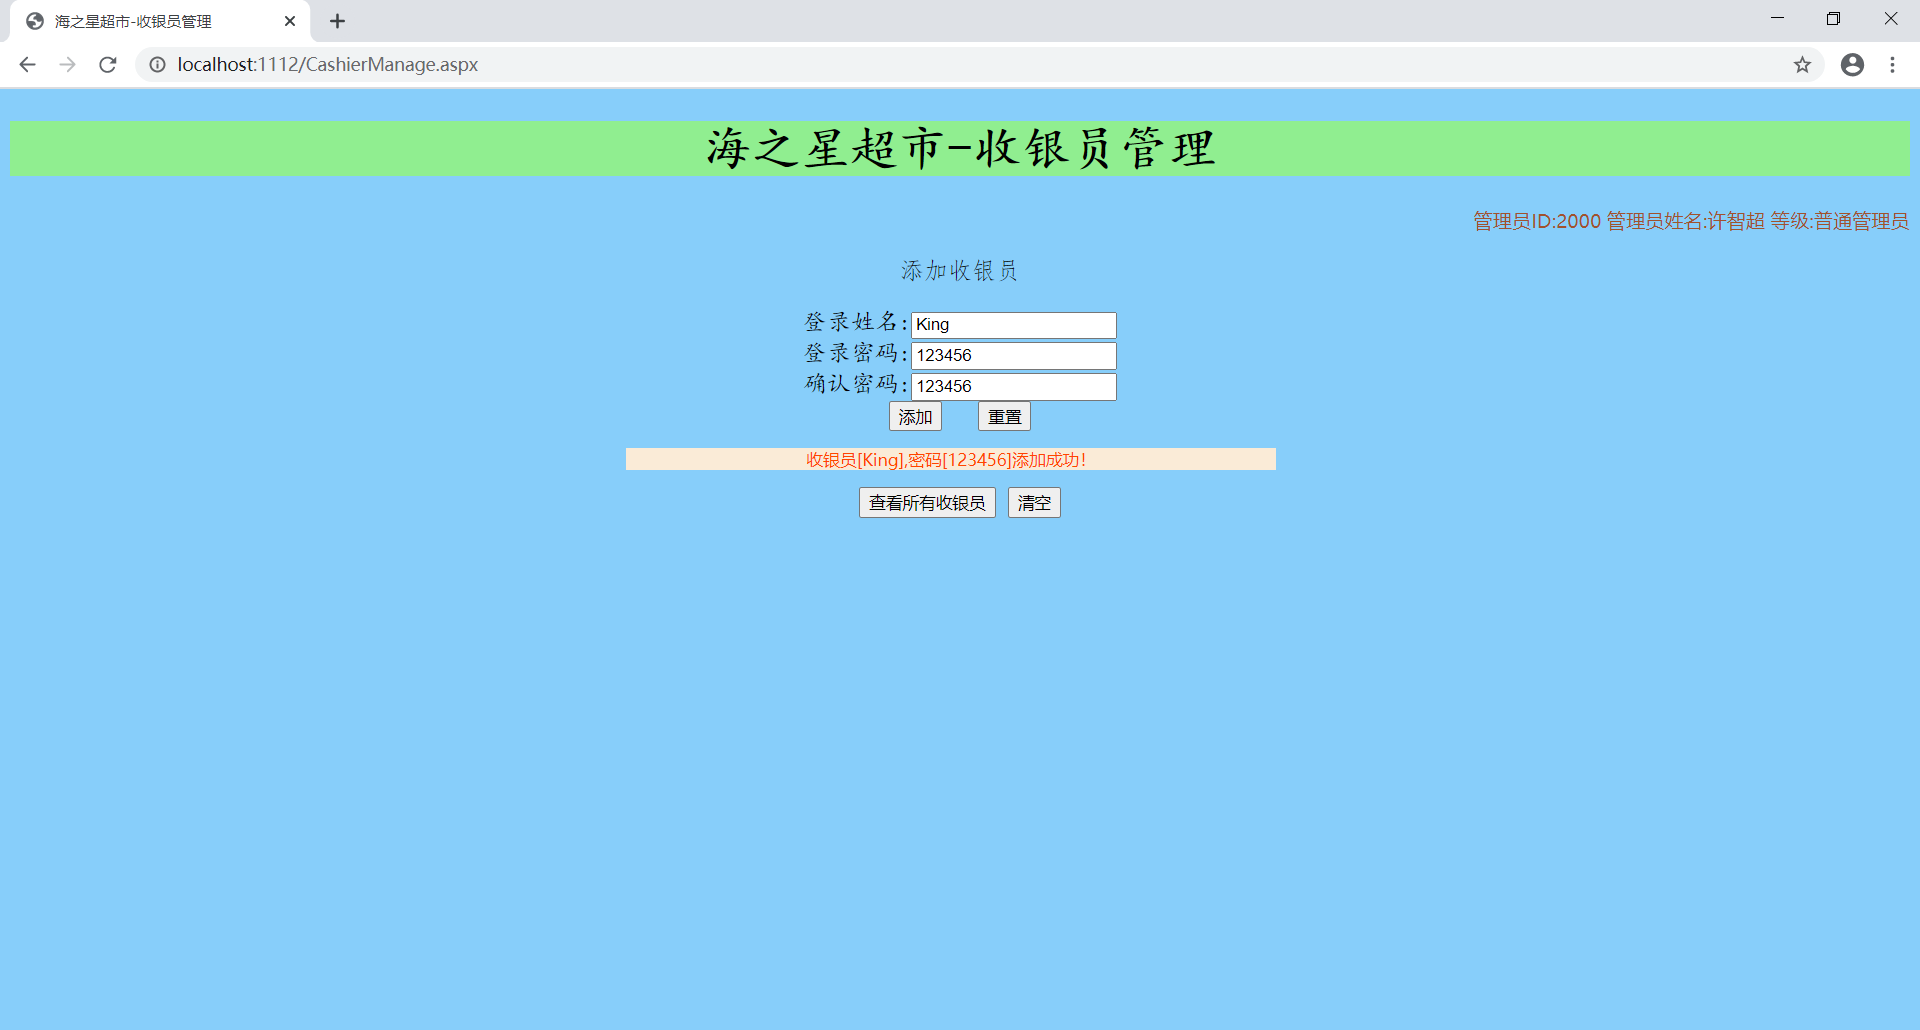 海之星超市-收银员管理
localhost:1112/CashierManage.aspx
海之星超市-收银员管理
管理员ID:2000 管理员姓名:许智超 等级:普通管理员
添加收银员
登录姓名: King
登录密码: 123456
确认密码: 123456
添加 重置
收银员[King],密码[123456]添加成功!
查看所有收银员 清空